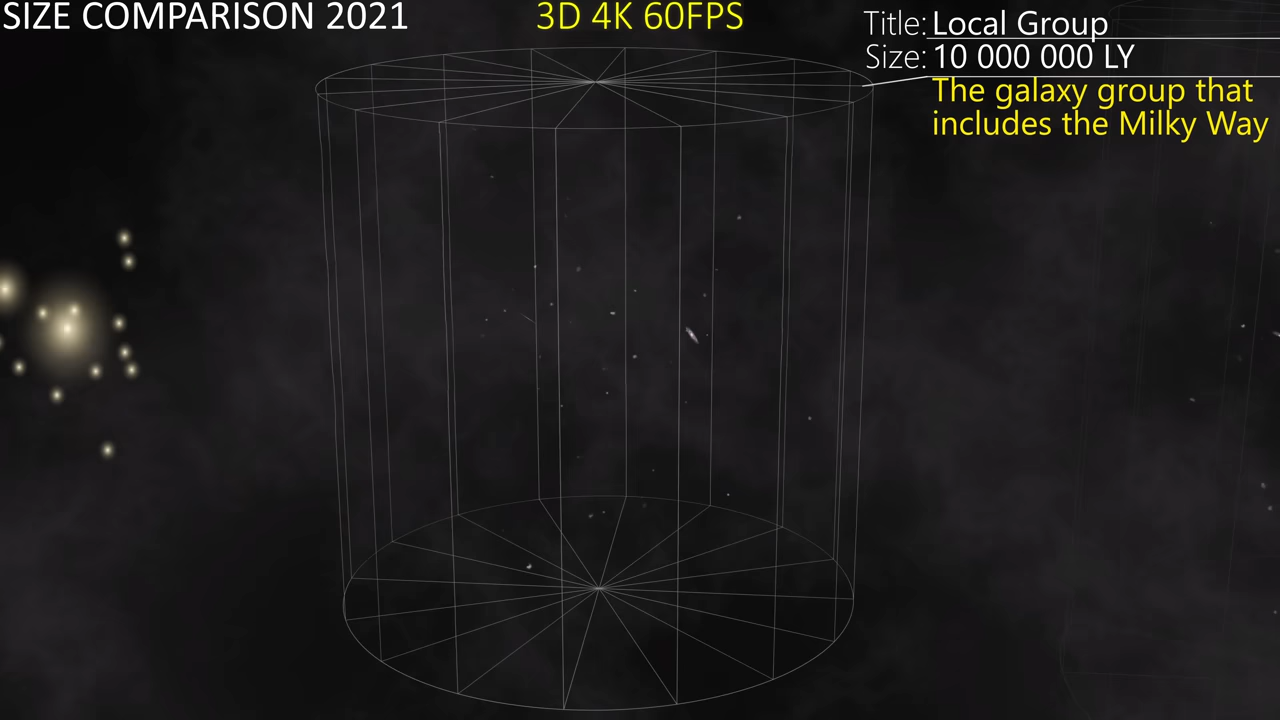 SIZE COMPARISON 2021
3D 4K 60FPS
Title: Local Group
Size: 10 000 000 LY
The galaxy group that
includes the Milky Way